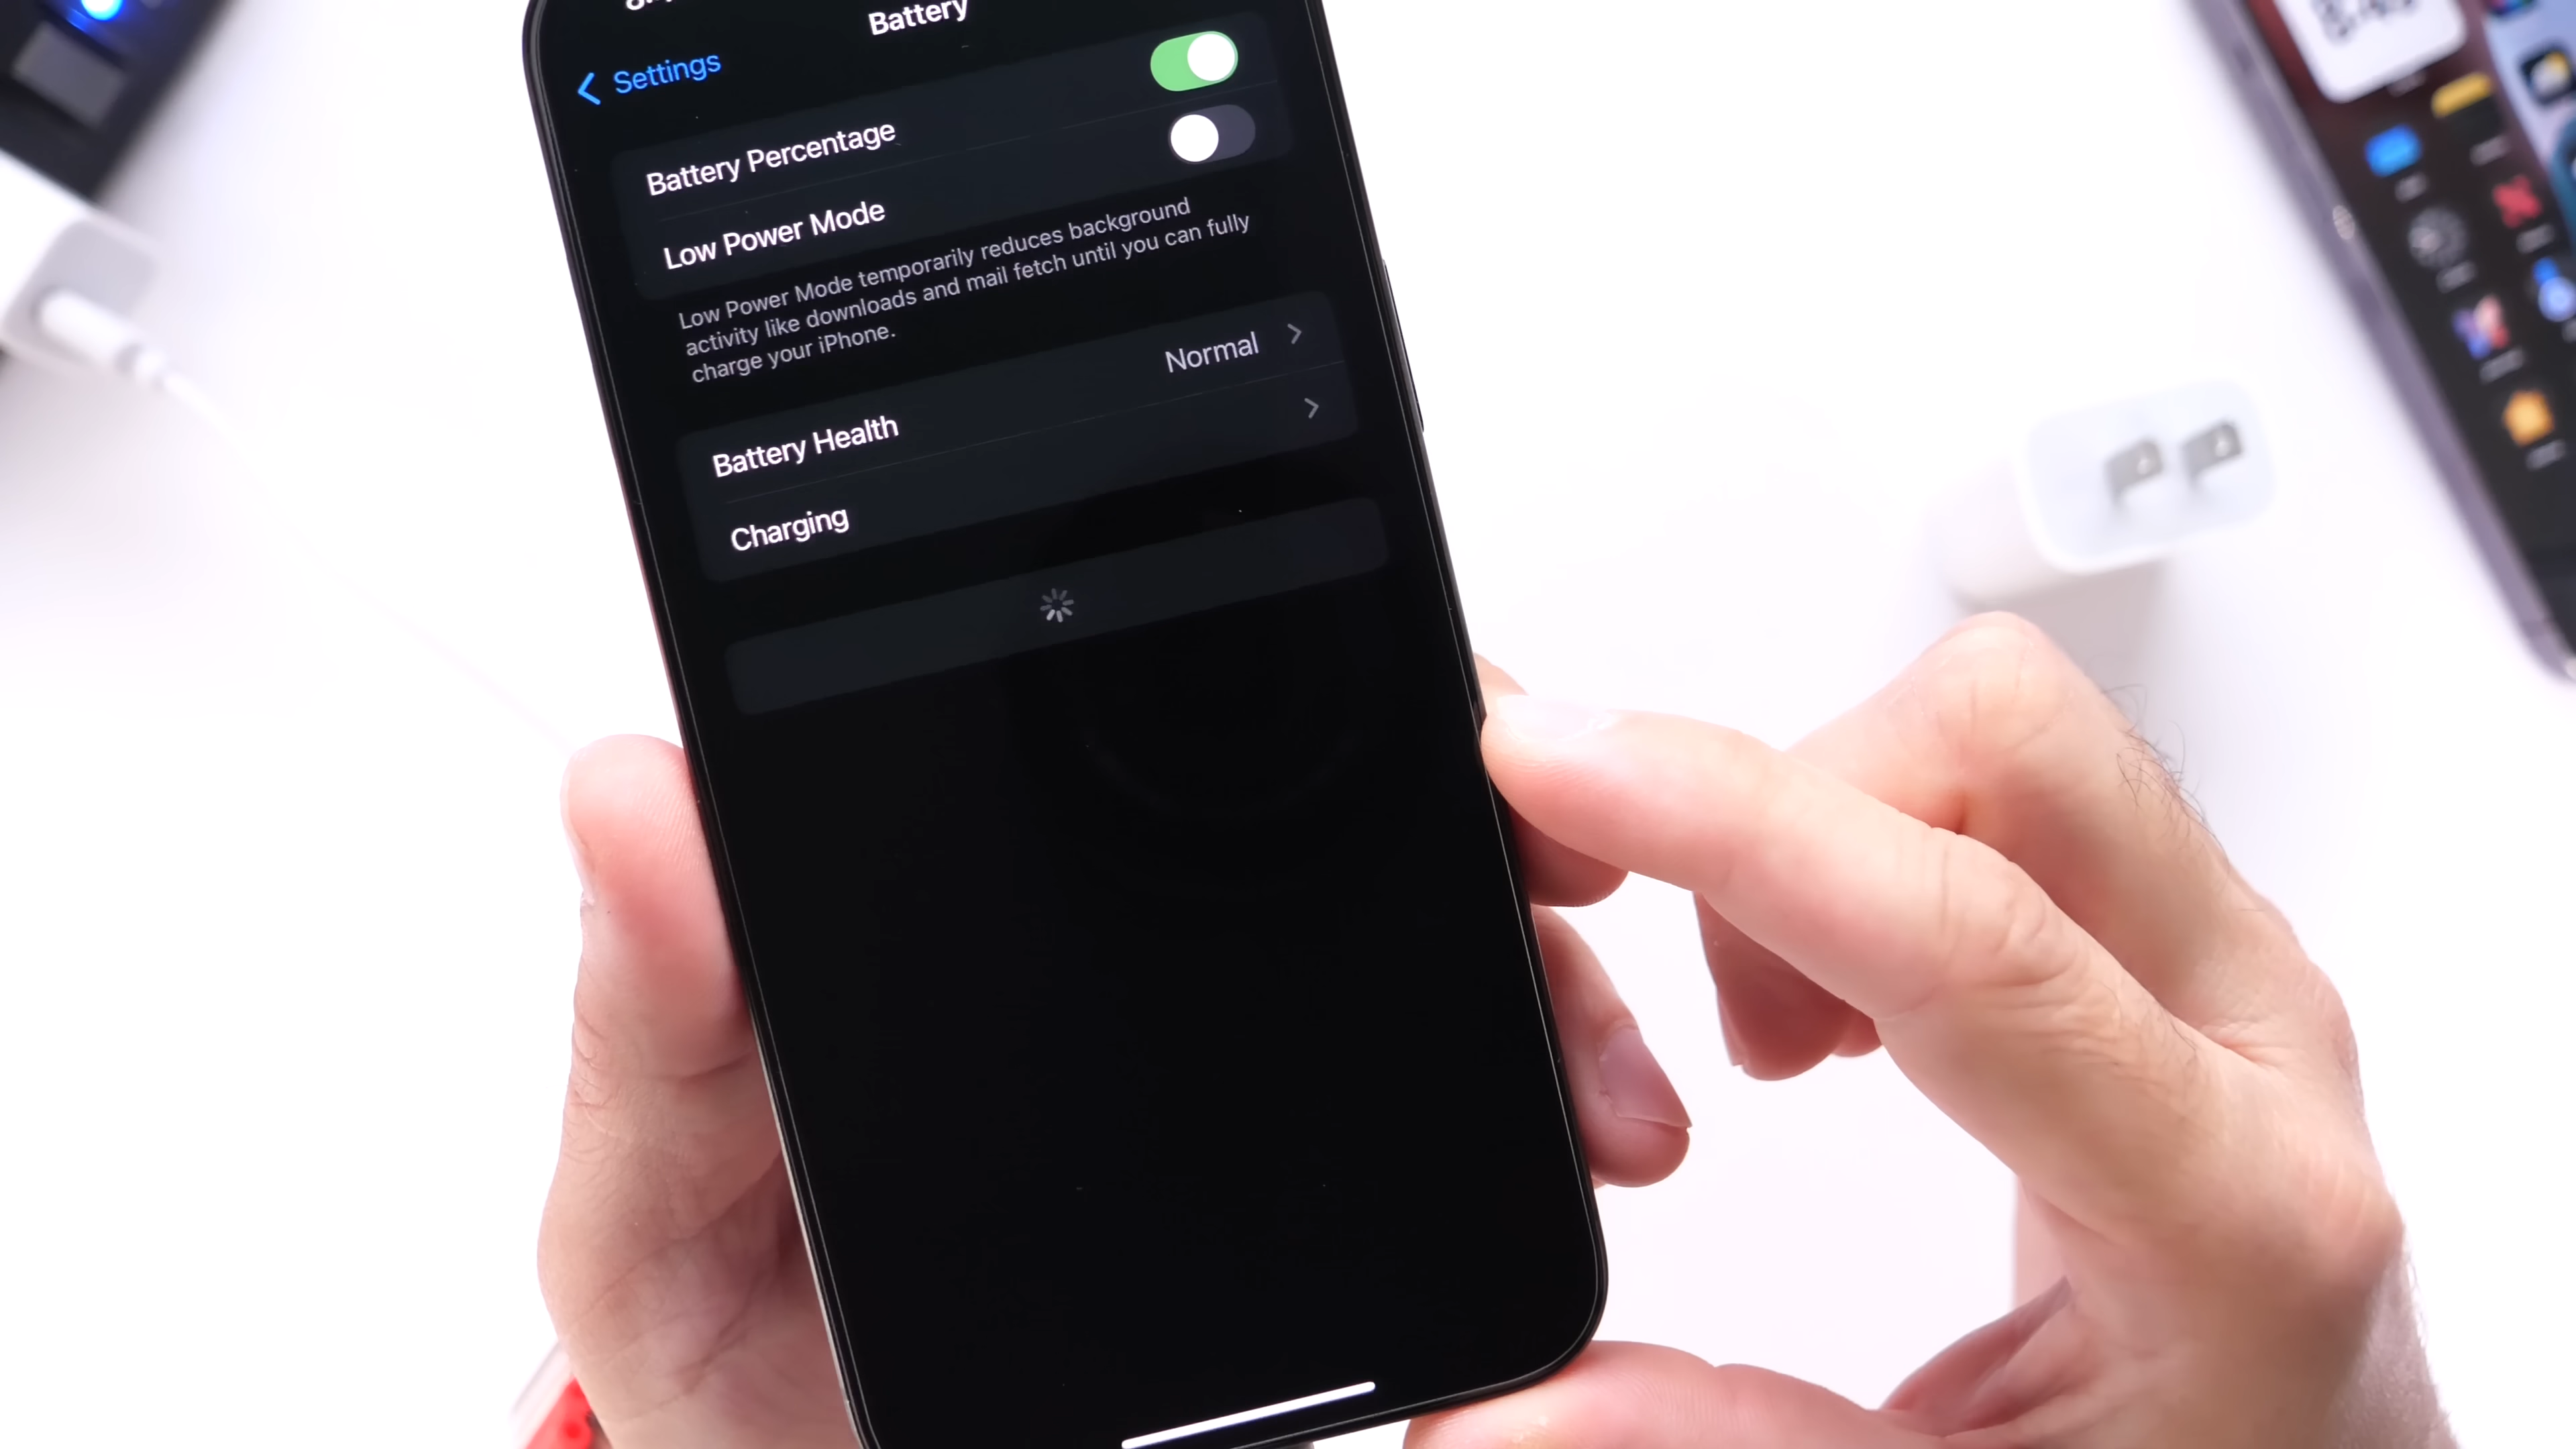 Battery
Settings
Battery Percentage
Low Power Mode
Low Power Mode temporarily reduces background
activity like downloads and mail fetch until you can fully
charge your iPhone.
Battery Health
Normal
Charging